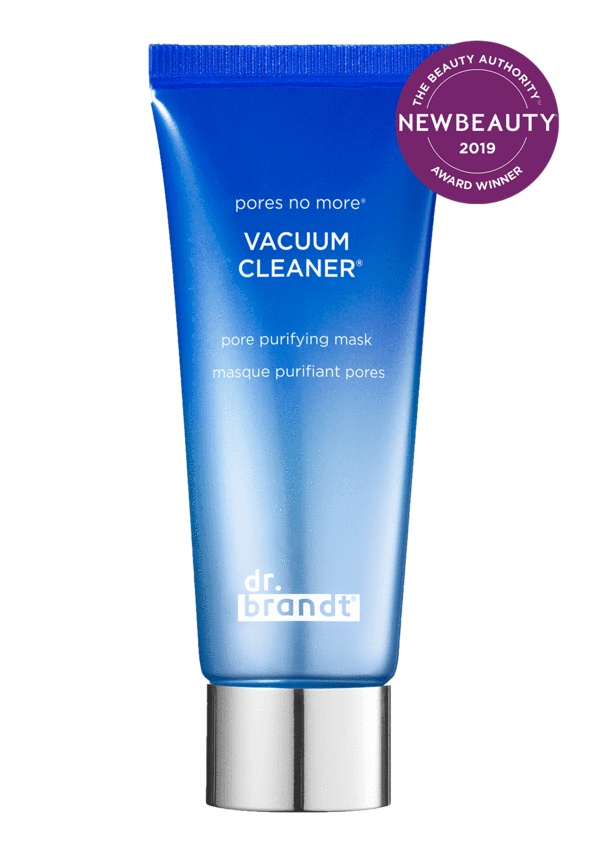 THE BEAUTY AUTHORITY™
NEWBEAUTY
2019
AWARD WINNER
pores no more®
VACUUM
CLEANER®
pore purifying mask
masque purifiant pores
dr.
brandt®